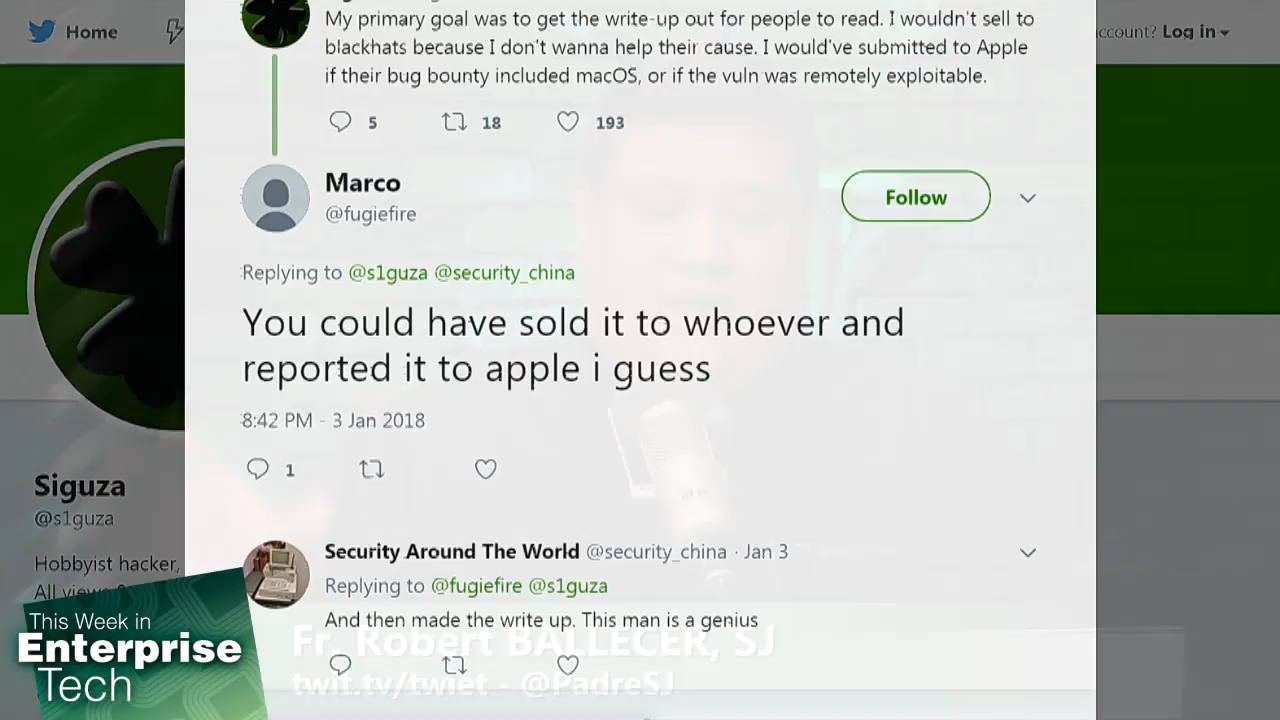 Home
ccount? Log in
My primary goal was to get the write-up out for people to read. I wouldn't sell to
blackhats because I don't wanna help their cause. I would've submitted to Apple
if their bug bounty included macOS, or if the vuln was remotely exploitable.
5 18 193
Marco
@fugiefire
Follow
Replying to @s1guza @security_china
You could have sold it to whoever and
reported it to apple i guess
8:42 PM - 3 Jan 2018
1
Siguza
@s1guza
Hobbyist hacker,
All views
Security Around The World @security_china · Jan 3
Replying to @fugiefire @s1guza
And then made the write up. This man is a genius
This Week in
Enterprise
Tech
Fr. Robert BALLECER, SJ
twit.tv/twiet - @PadreSJ